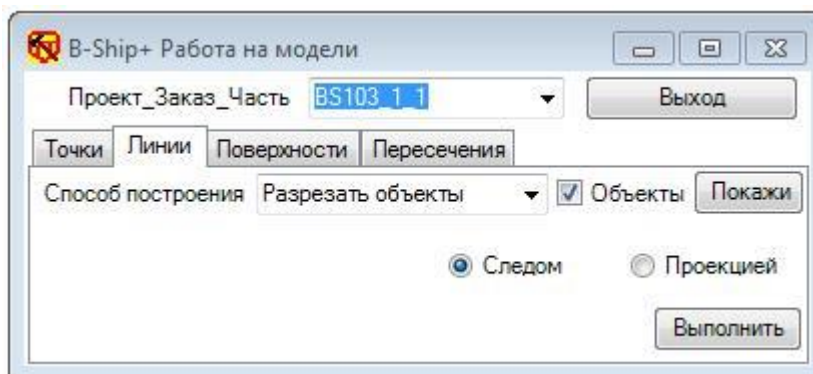 B-Ship+ Работа на модели
Проект_Заказ_Часть BS103_1_1 Выход
Точки Линии Поверхности Пересечения
Способ построения Разрезать объекты Объекты Покажи
Следом Проекцией
Выполнить